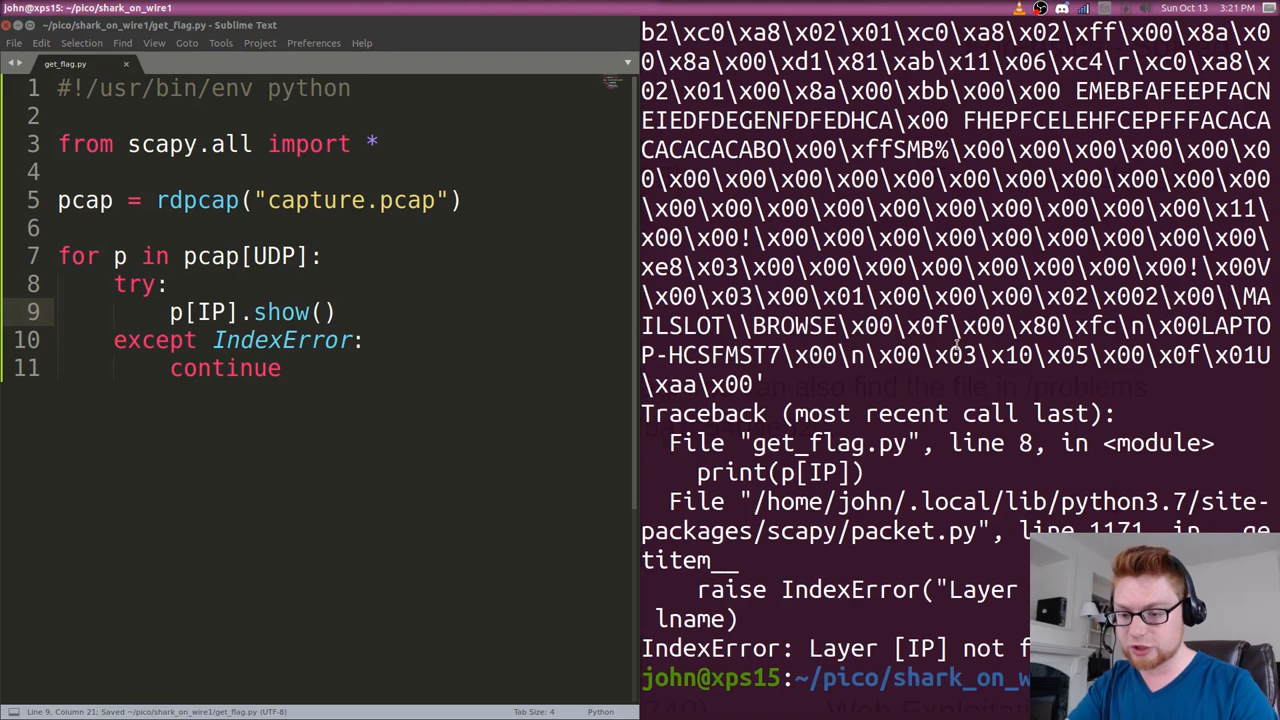 john@xps15: ~/pico/shark_on_wire1
Sun Oct 13
3:21 PM
~/pico/shark_on_wire1/get_flag.py - Sublime Text
File Edit Selection Find View Goto Tools Project Preferences Help
get_flag.py
1 #!/usr/bin/env python
2
3 from scapy.all import *
4
5 pcap = rdpcap("capture.pcap")
6
7 for p in pcap[UDP]:
8 try:
9 p[IP].show()
10 except IndexError:
11 continue
Line 9, Column 21; Saved ~/pico/shark_on_wire1/get_flag.py (UTF-8)
Tab Size: 4
Python
b2\xc0\xa8\x02\x01\xc0\xa8\x02\xff\x00\x8a\x0
0\x8a\x00\xd1\x81\xab\x11\x06\xc4\r\xc0\xa8\x
02\x01\x00\x8a\x00\xbb\x00\x00 EMEBFAFEEPFACN
EIEDFDEGENFDFEDHCA\x00 FHEPFCELEHFCEPFFFACACA
CACACACABO\x00\xffSMB%\x00\x00\x00\x00\x00\x0
0\x00\x00\x00\x00\x00\x00\x00\x00\x00\x00\x00
\x00\x00\x00\x00\x00\x00\x00\x00\x00\x00\x11\
x00\x00!\x00\x00\x00\x00\x00\x00\x00\x00\x00\
xe8\x03\x00\x00\x00\x00\x00\x00\x00\x00!\x00V
\x00\x03\x00\x01\x00\x00\x00\x02\x002\x00\\MA
ILSLOT\\BROWSE\x00\x0f\x00\x80\xfc\n\x00LAPTO
P-HCSFMST7\x00\n\x00\x03\x10\x05\x00\x0f\x01U
\xaa\x00'
Traceback (most recent call last):
File "get_flag.py", line 8, in <module>
print(p[IP])
File "/home/john/.local/lib/python3.7/site-
packages/scapy/packet.py", line 1171, in __ge
titem__
raise IndexError("Layer
lname)
IndexError: Layer [IP] not f
john@xps15:~/pico/shark_on_w